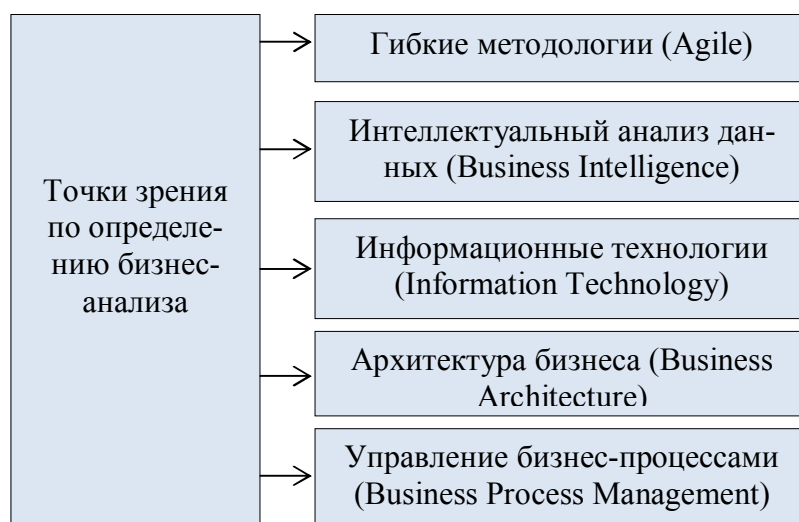 Точки зрения
по определе-
нию бизнес-
анализа
Гибкие методологии (Agile)
Интеллектуальный анализ дан-
ных (Business Intelligence)
Информационные технологии
(Information Technology)
Архитектура бизнеса (Business
Architecture)
Управление бизнес-процессами
(Business Process Management)